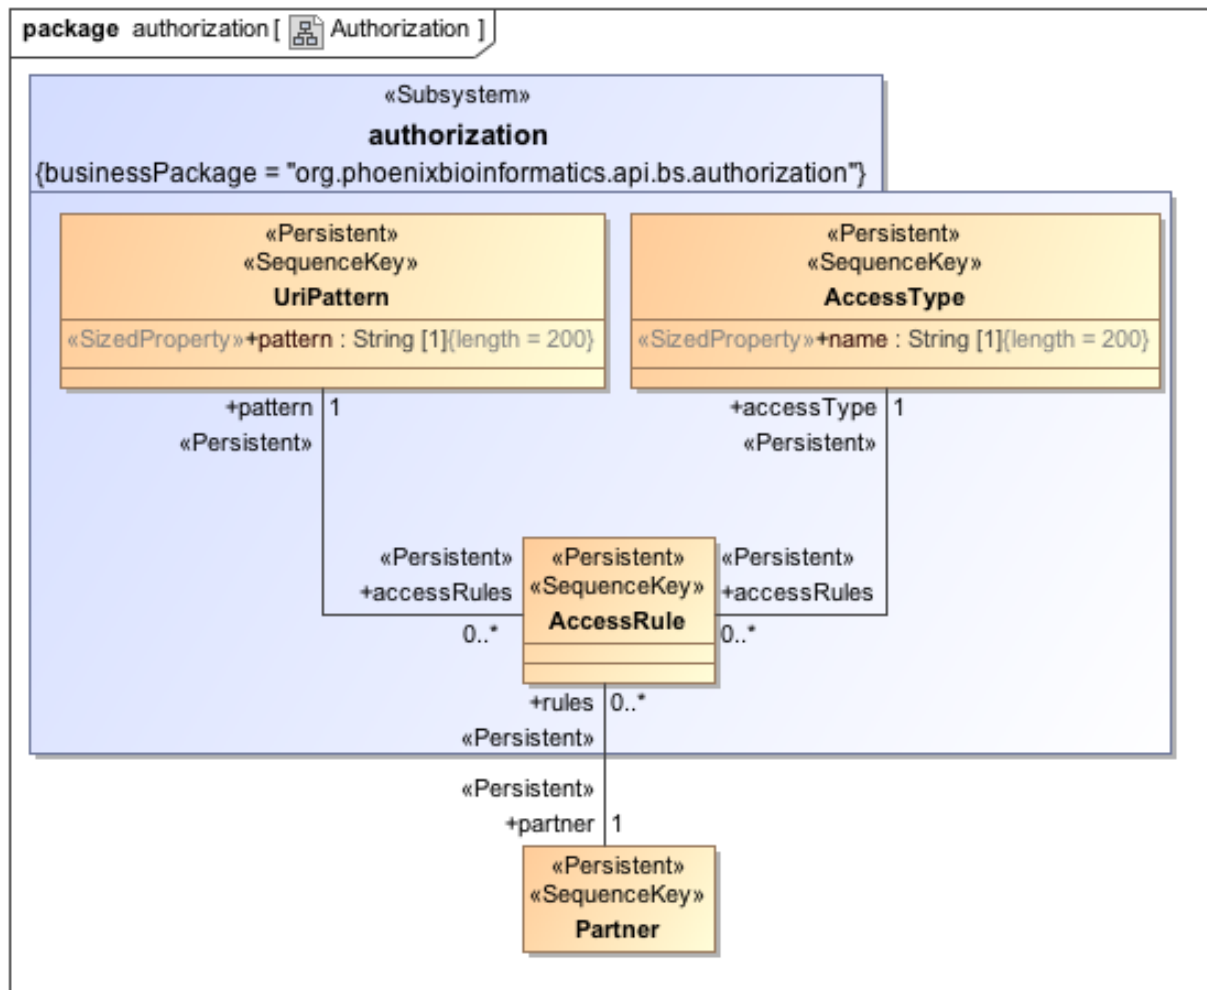 package authorization [ Authorization ]
«Subsystem»
authorization
{businessPackage = "org.phoenixbioinformatics.api.bs.authorization"}
«Persistent»
«SequenceKey»
UriPattern
«SizedProperty»+pattern : String [1]{length = 200}
«Persistent»
«SequenceKey»
AccessType
«SizedProperty»+name : String [1]{length = 200}
+pattern 1
«Persistent»
+accessType 1
«Persistent»
«Persistent»
+accessRules
0..*
«Persistent»
«SequenceKey»
AccessRule
«Persistent»
+accessRules
0..*
+rules 0..*
«Persistent»
«Persistent»
+partner 1
«Persistent»
«SequenceKey»
Partner